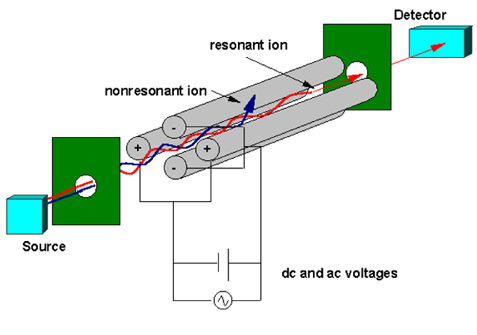 Detector
resonant ion
nonresonant ion
-
+
+
-
Source
dc and ac voltages